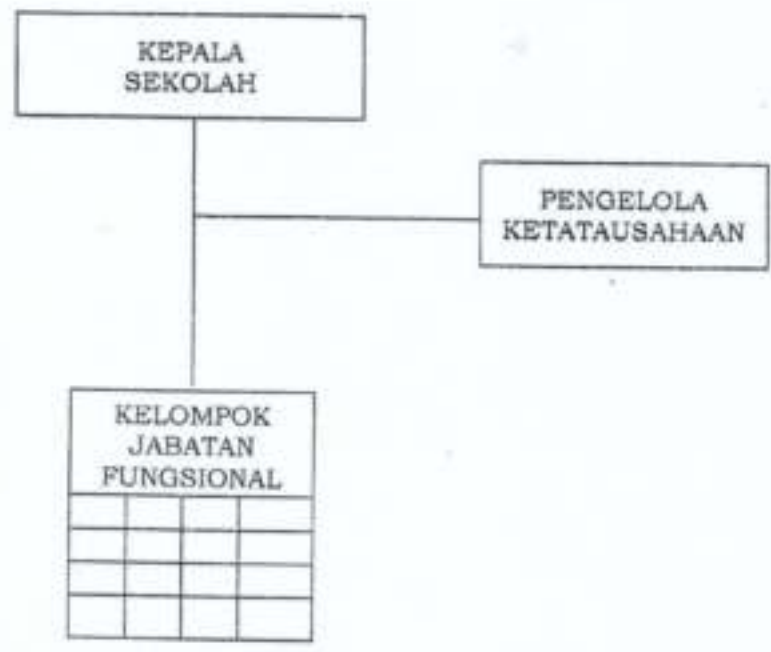 KEPALA
SEKOLAH
PENGELOLA
KETATAUSAHAAN
KELOMPOK
JABATAN
FUNGSIONAL